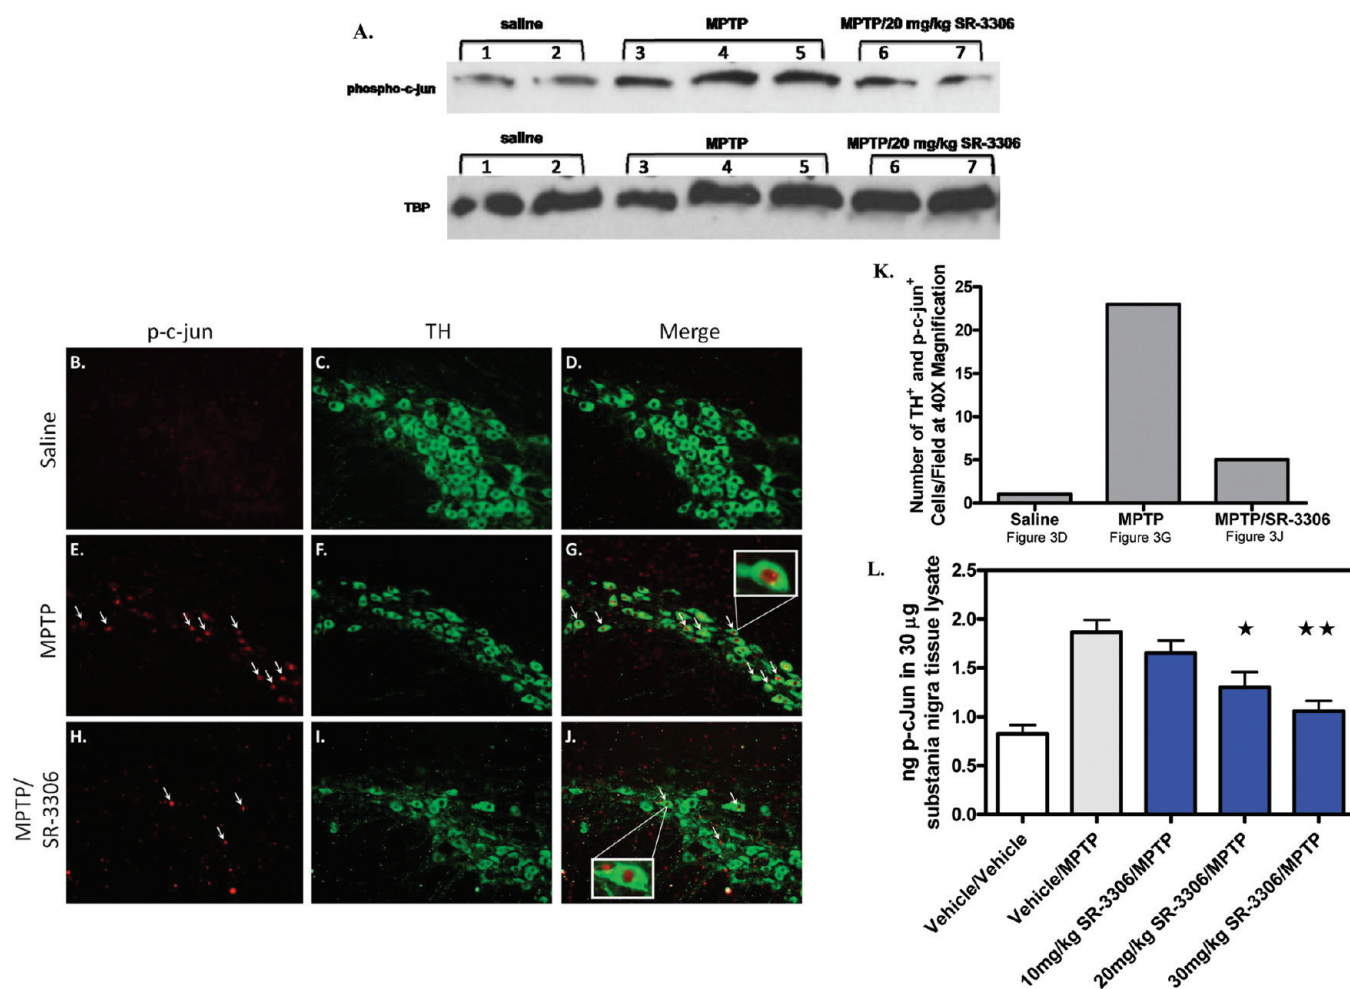 A.
saline MPTP MPTP/20 mg/kg SR-3306
1 2 3 4 5 6 7
phospho-c-jun
saline MPTP MPTP/20 mg/kg SR-3306
1 2 3 4 5 6 7
TBP
p-c-jun TH Merge
Saline
B. C. D.
MPTP
E. F. G.
MPTP/
SR-3306
H. I. J.
K.
Number of TH+ and p-c-jun+
Cells/Field at 40X Magnification
25
20
15
10
5
0
Saline MPTP MPTP/SR-3306
Figure 3D Figure 3G Figure 3J
L.
ng p-cJun in 30 µg
substania nigra tissue lysate
2.5
2.0
1.5
1.0
0.5
0.0
★ ★★
Vehicle/Vehicle
Vehicle/MPTP
10mg/kg SR-3306/MPTP
20mg/kg SR-3306/MPTP
30mg/kg SR-3306/MPTP